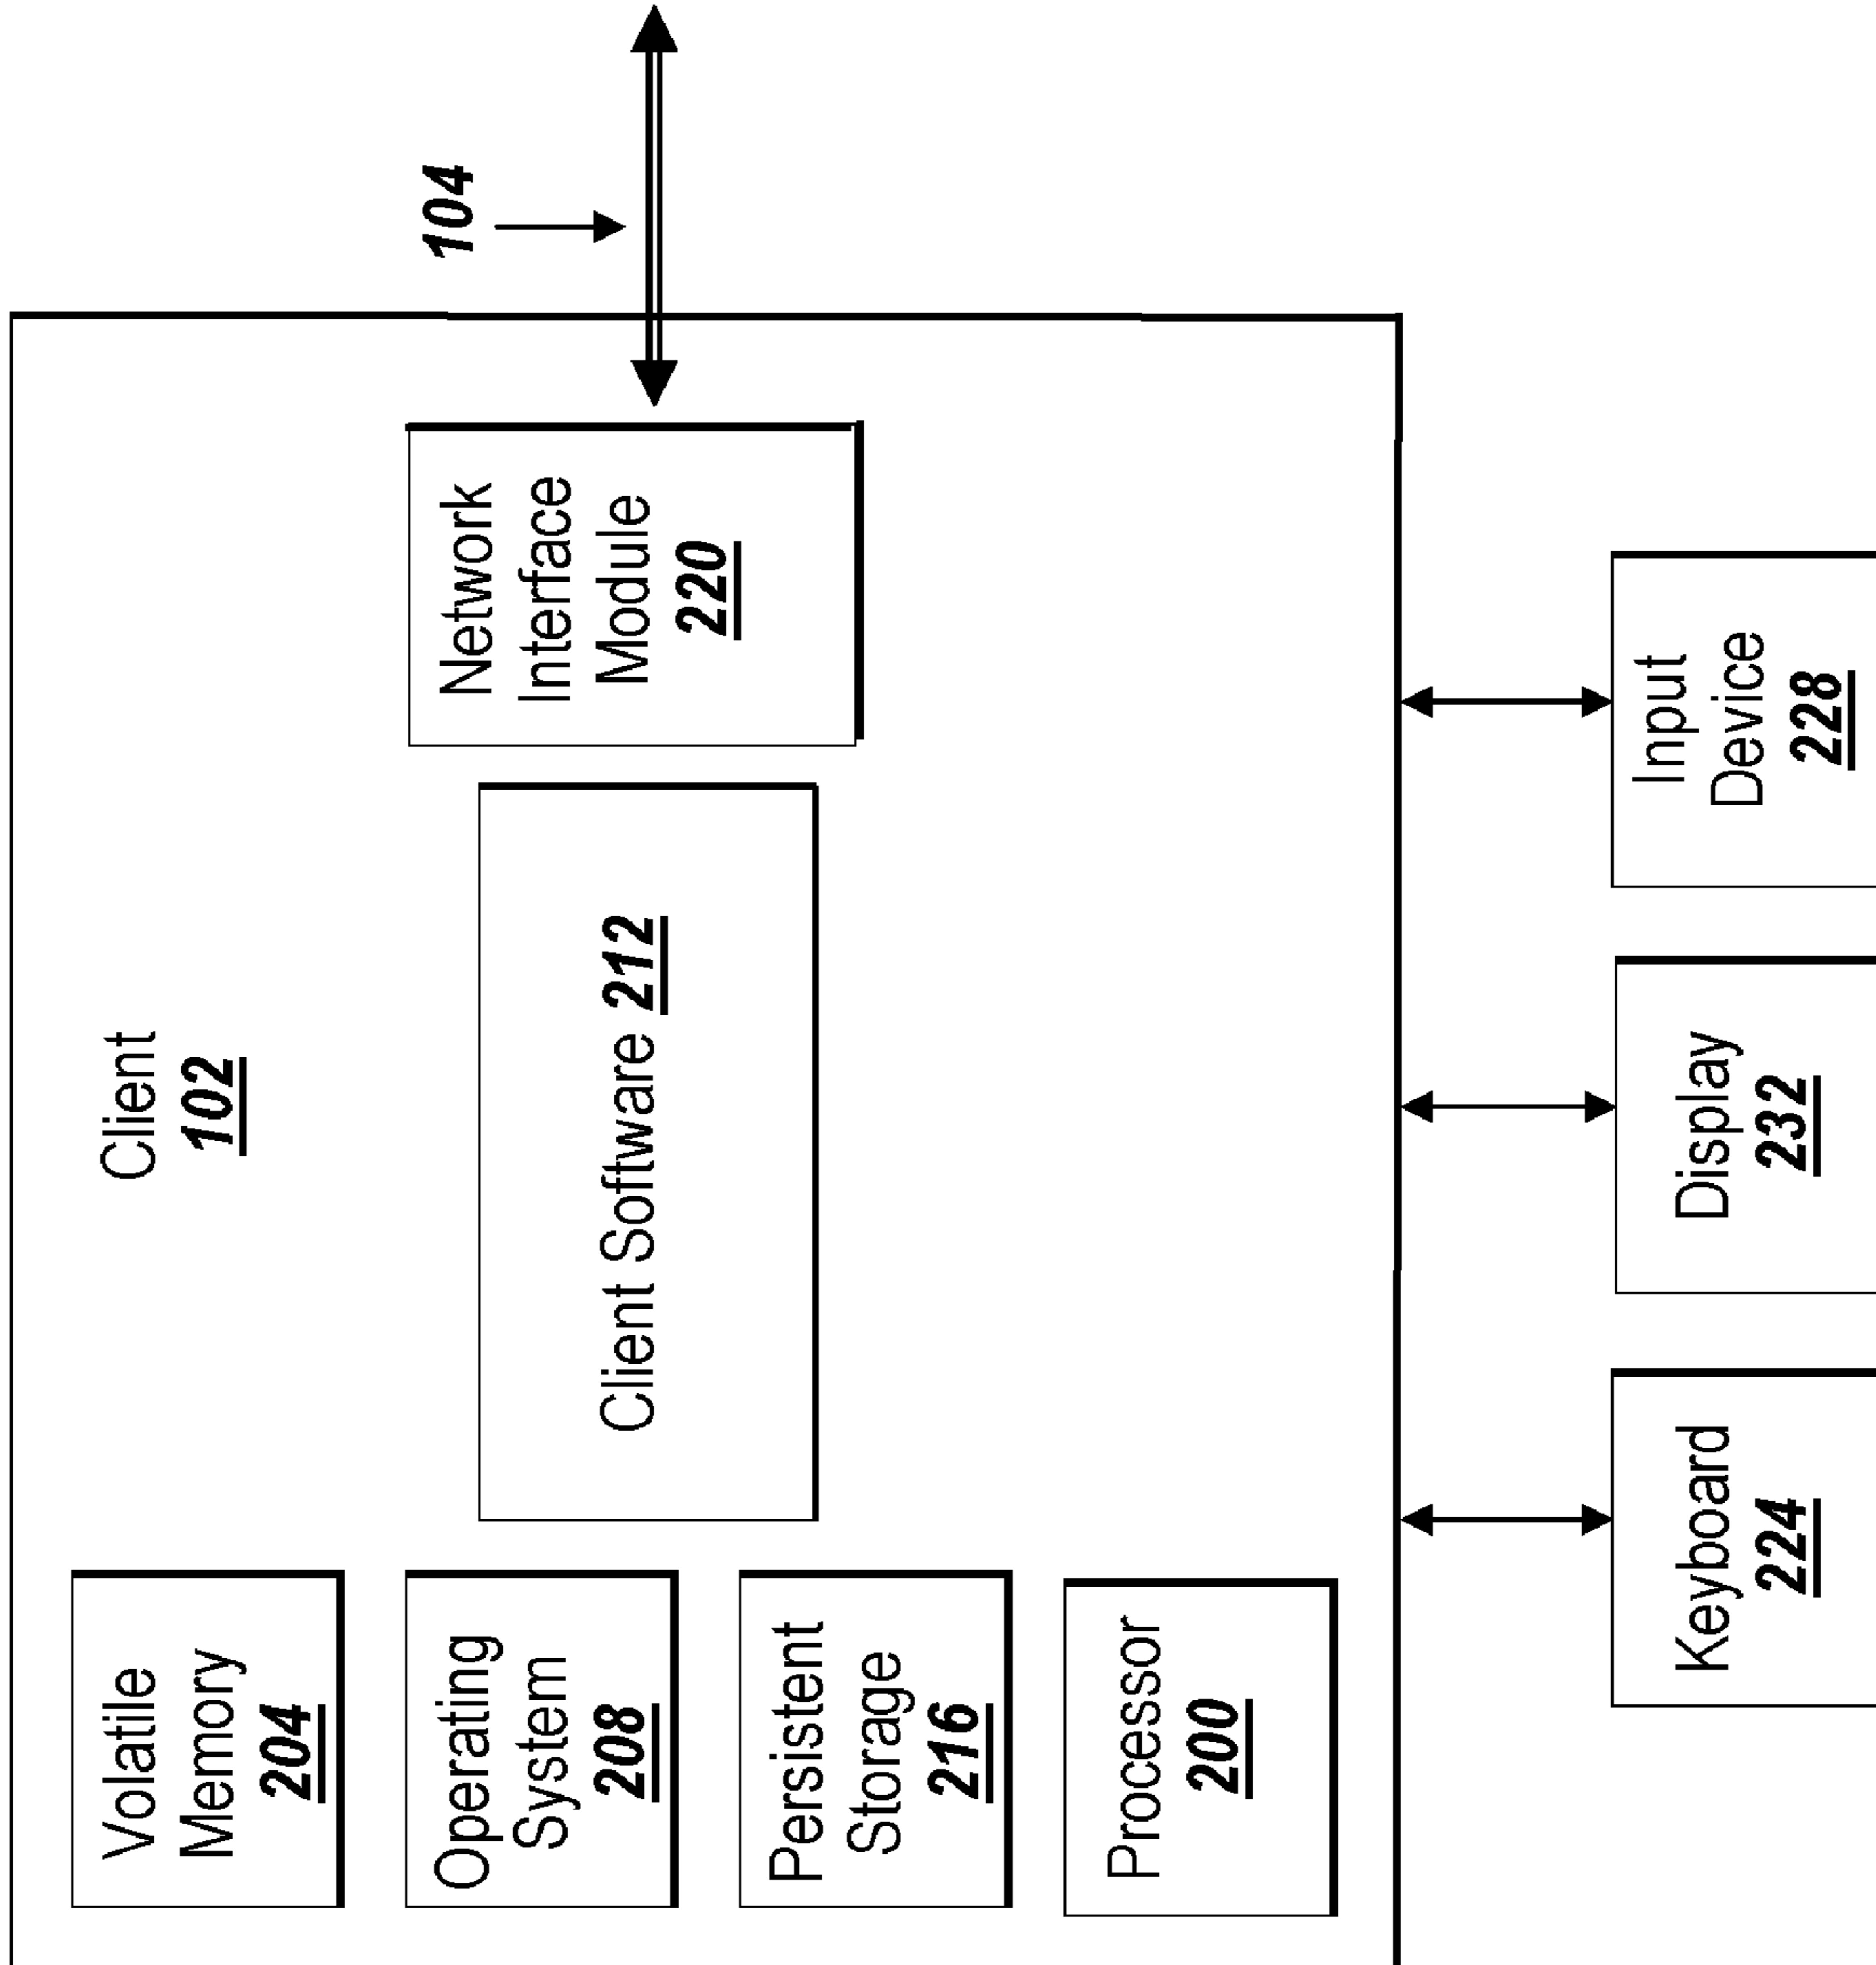 Client
102
Volatile
Memory
204
Operating
System
208
Persistent
Storage
216
Processor
200
Client Software 212
Network
Interface
Module
220
104
Keyboard
224
Display
232
Input
Device
228